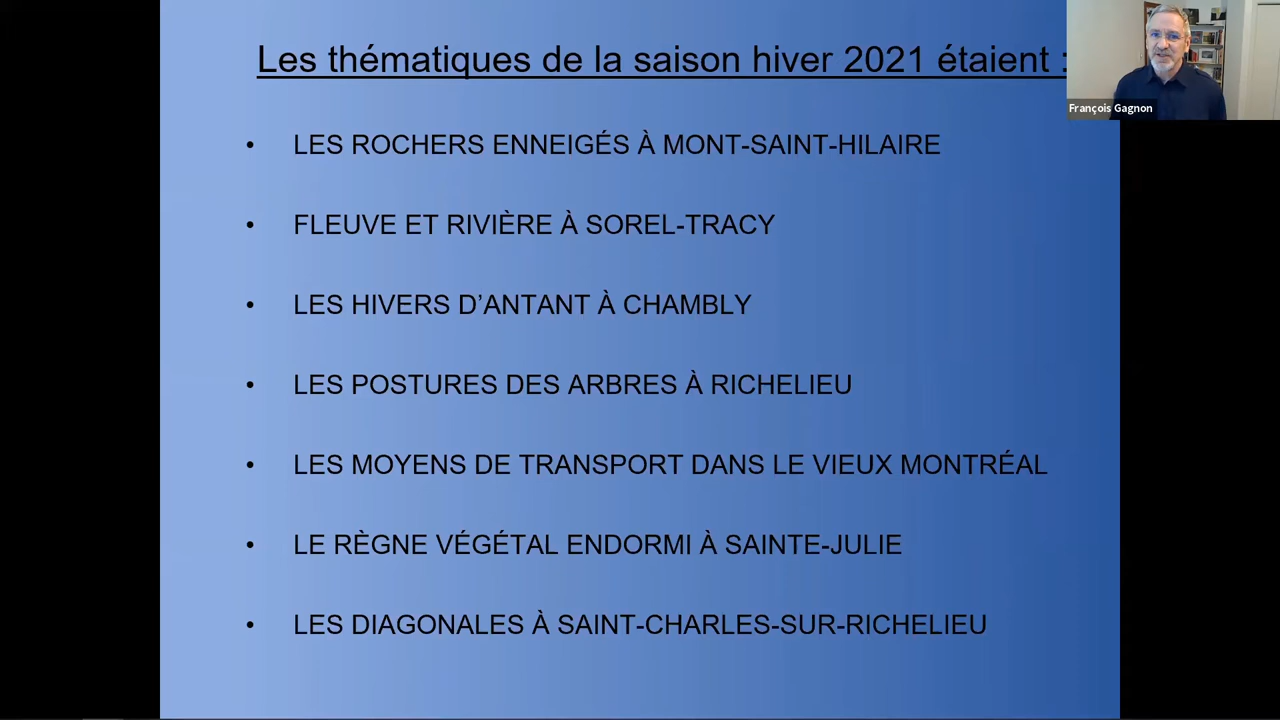 Les thématiques de la saison hiver 2021 étaient :
François Gagnon
• LES ROCHERS ENNEIGÉS À MONT-SAINT-HILAIRE
• FLEUVE ET RIVIÈRE À SOREL-TRACY
• LES HIVERS D’ANTANT À CHAMBLY
• LES POSTURES DES ARBRES À RICHELIEU
• LES MOYENS DE TRANSPORT DANS LE VIEUX MONTRÉAL
• LE RÈGNE VÉGÉTAL ENDORMI À SAINTE-JULIE
• LES DIAGONALES À SAINT-CHARLES-SUR-RICHELIEU